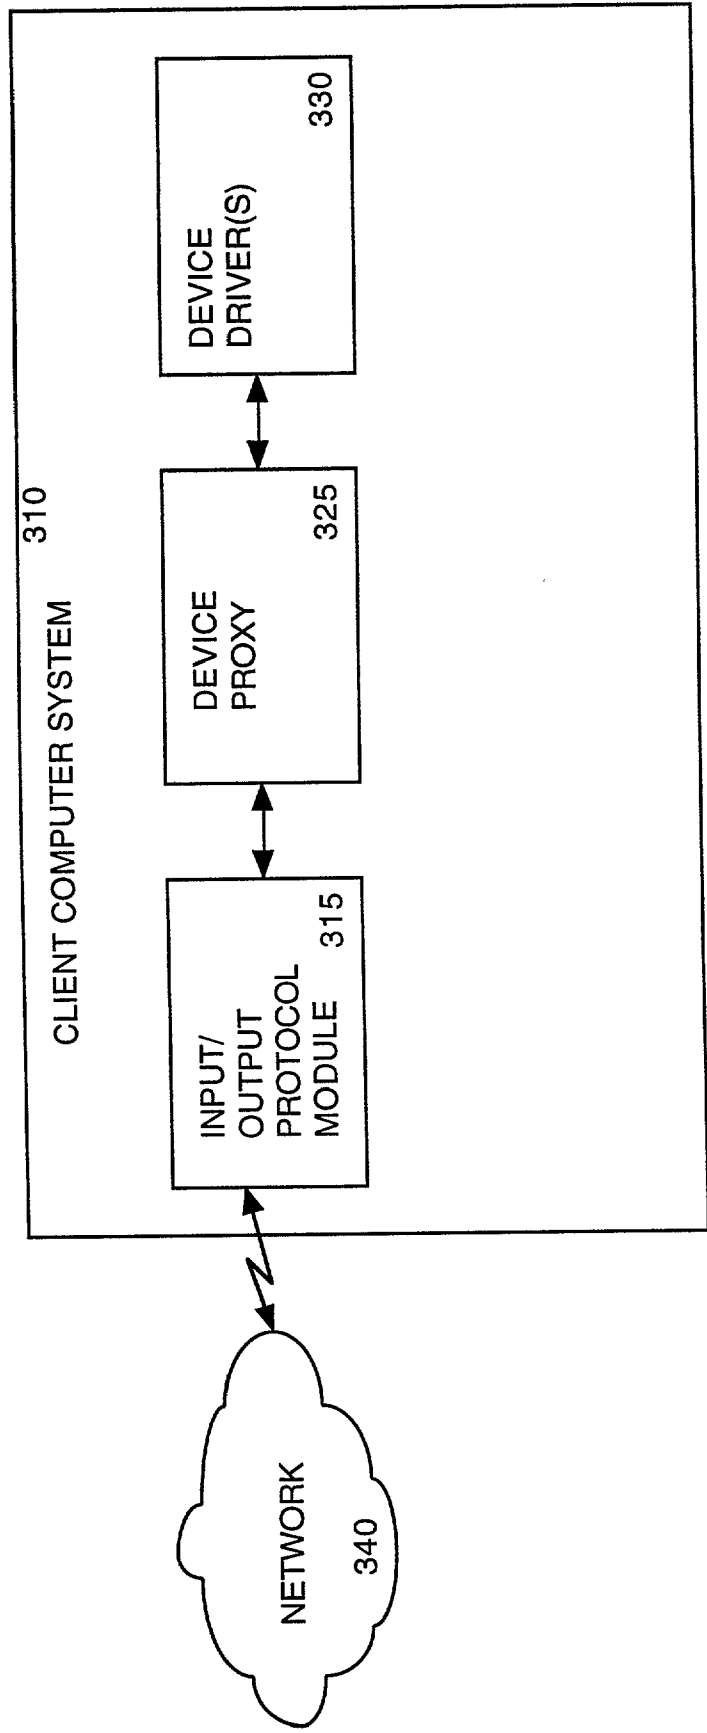 CLIENT COMPUTER SYSTEM
310
INPUT/
OUTPUT
PROTOCOL
MODULE
315
DEVICE
PROXY
325
DEVICE
DRIVER(S)
330
NETWORK
340